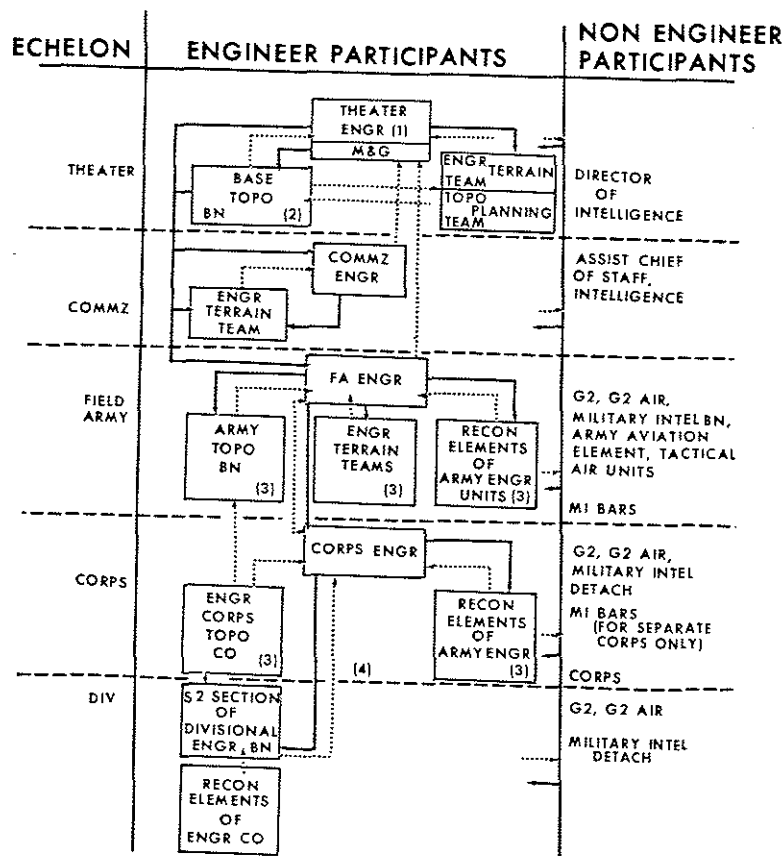 ECHELON
ENGINEER PARTICIPANTS
NON ENGINEER
PARTICIPANTS
THEATER
THEATER
ENGR (1)
M&G
BASE
TOPO
BN (2)
ENGR TERRAIN
TEAM
TOPO
PLANNING
TEAM
DIRECTOR
OF
INTELLIGENCE
COMMZ
COMMZ
ENGR
ENGR
TERRAIN
TEAM
ASSIST CHIEF
OF STAFF,
INTELLIGENCE
FIELD
ARMY
FA ENGR
ARMY
TOPO
BN
(3)
ENGR
TERRAIN
TEAMS
(3)
RECON
ELEMENTS
OF
ARMY ENGR
UNITS (3)
G2, G2 AIR,
MILITARY INTEL BN,
ARMY AVIATION
ELEMENT, TACTICAL
AIR UNITS
MI BARS
CORPS
CORPS ENGR
ENGR
CORPS
TOPO
CO
(3)
RECON
ELEMENTS
OF
ARMY ENGR
(3)
(4)
G2, G2 AIR,
MILITARY INTEL
DETACH
MI BARS
(FOR SEPARATE
CORPS ONLY)
CORPS
DIV
S2 SECTION
OF
DIVISIONAL
ENGR BN
RECON
ELEMENTS
OF
ENGR CO
G2, G2 AIR
MILITARY INTEL
DETACH